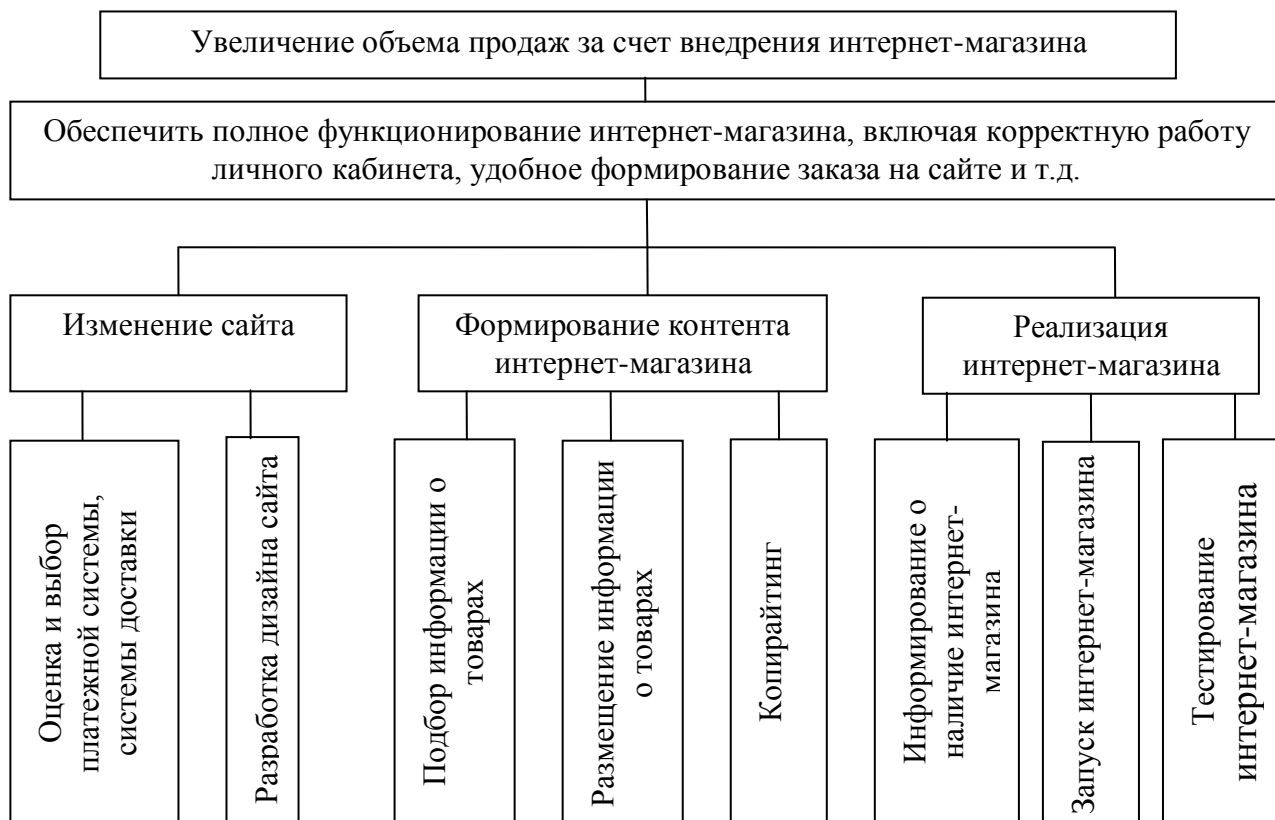 Увеличение объема продаж за счет внедрения интернет-магазина
Обеспечить полное функционирование интернет-магазина, включая корректную работу
личного кабинета, удобное формирование заказа на сайте и т.д.
Изменение сайта
Формирование контента
интернет-магазина
Реализация
интернет-магазина
Оценка и выбор
платежной системы,
системы доставки
Разработка дизайна сайта
Подбор информации о
товарах
Размещение информации
о товарах
Копирайтинг
Информирование о
наличие интернет-
магазина
Запуск интернет-магазина
Тестирование
интернет-магазина